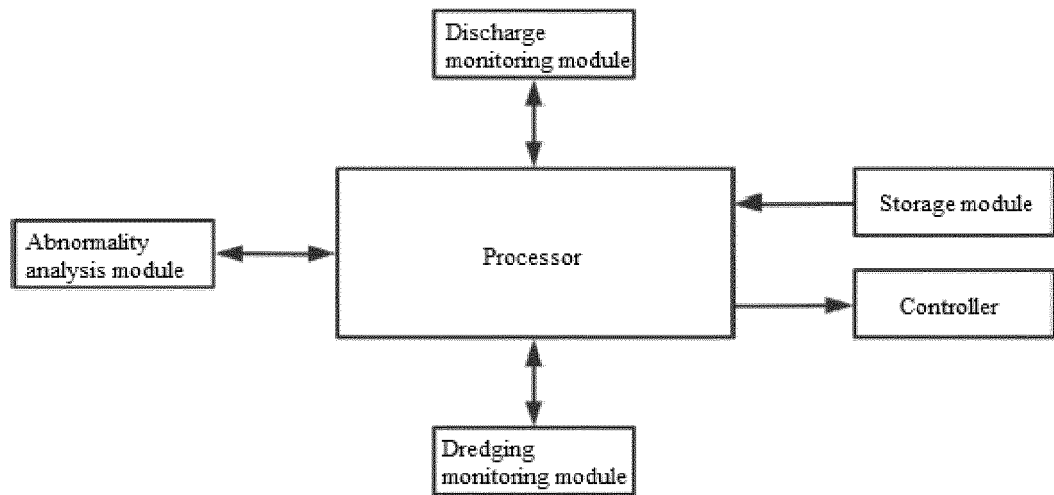 Discharge
monitoring module
Storage module
Abnormality
analysis module
Processor
Controller
Dredging
monitoring module